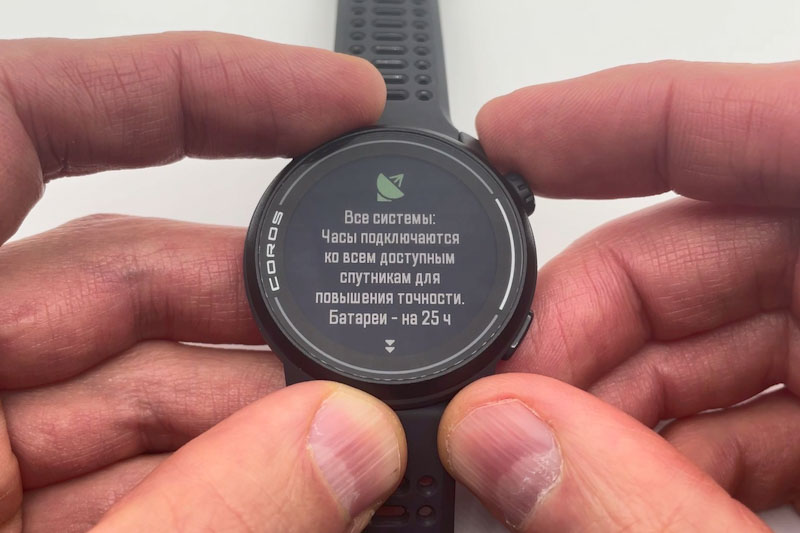 COROS
Все системы:
Часы подключаются
ко всем доступным
спутникам для
повышения точности.
Батареи - на 25 ч